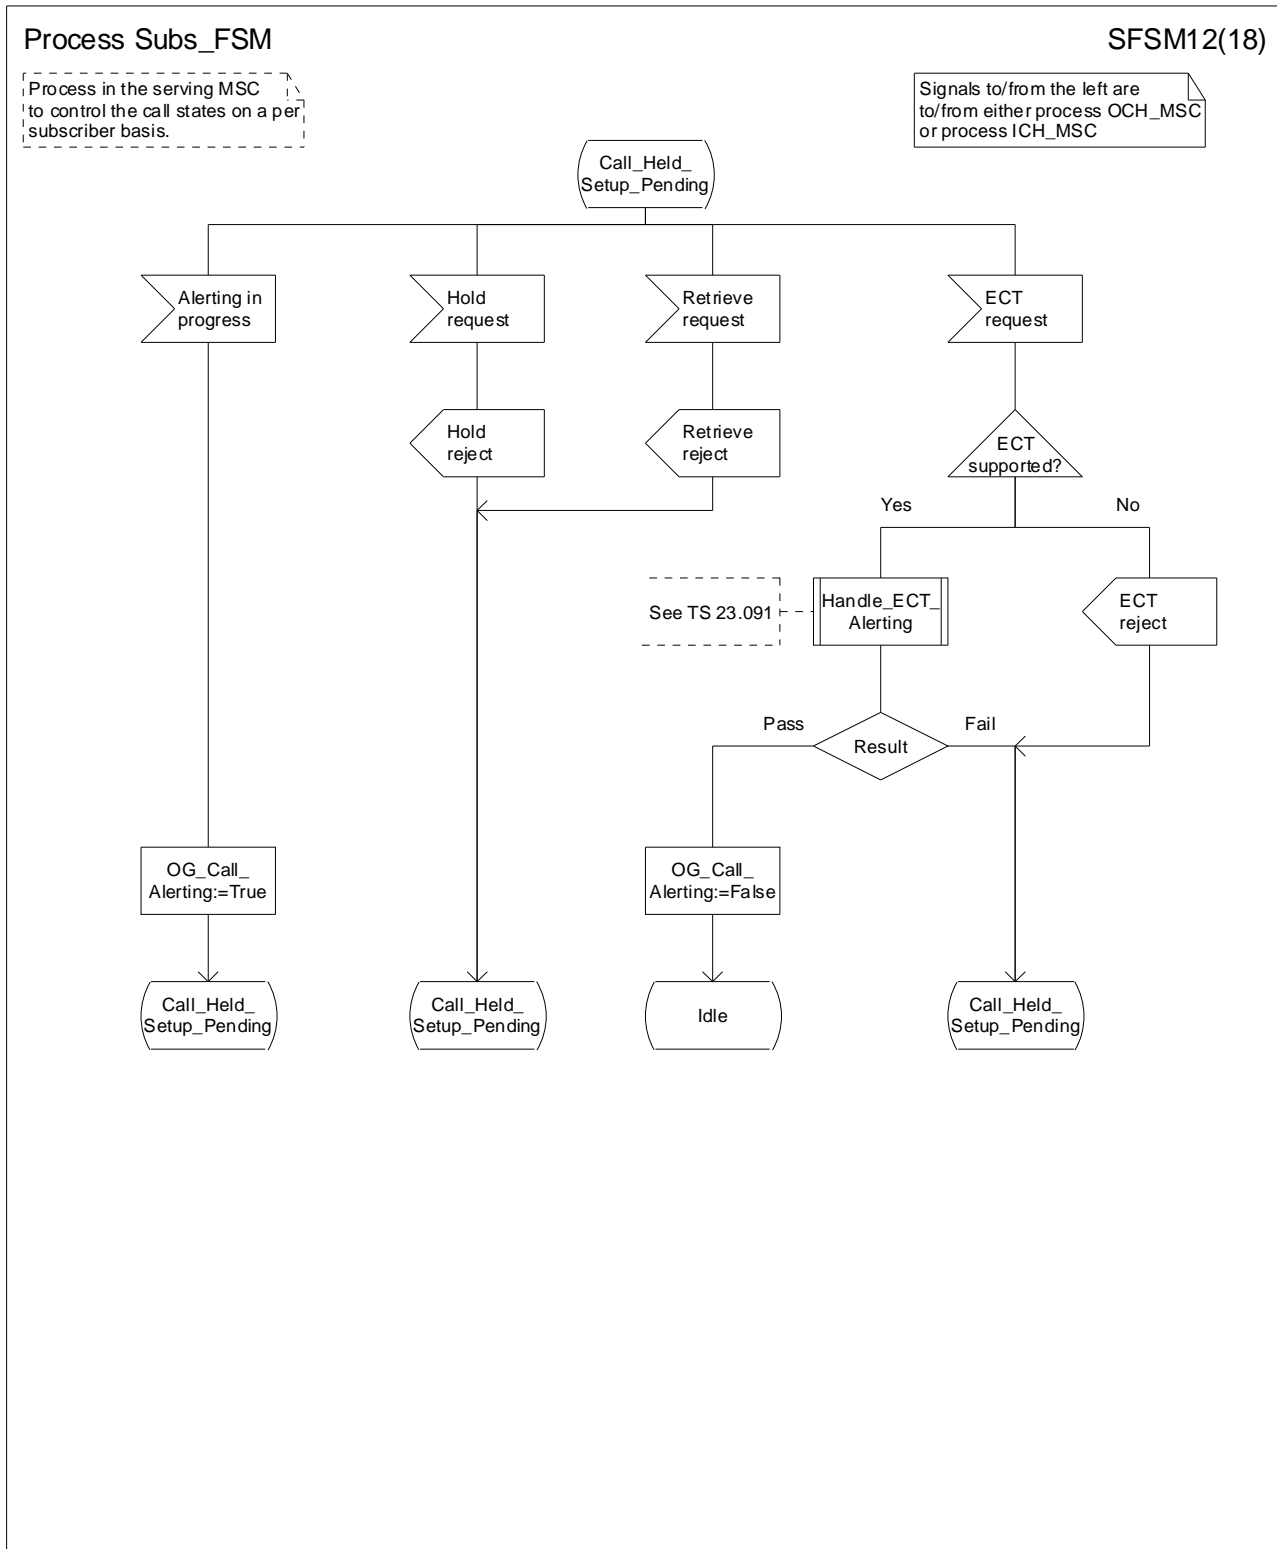 Process Subs_FSM
SFSM12(18)
Process in the serving MSC
to control the call states on a per
subscriber basis.
Signals to/from the left are
to/from either process OCH_MSC
or process ICH_MSC
Call_Held_
Setup_Pending
Alerting in
progress
Hold
request
Retrieve
request
ECT
request
Hold
reject
Retrieve
reject
ECT
supported?
Yes
No
See TS 23.091
Handle_ECT_
Alerting
ECT
reject
Pass
Result
Fail
OG_Call_
Alerting:=True
OG_Call_
Alerting:=False
Call_Held_
Setup_Pending
Call_Held_
Setup_Pending
Idle
Call_Held_
Setup_Pending